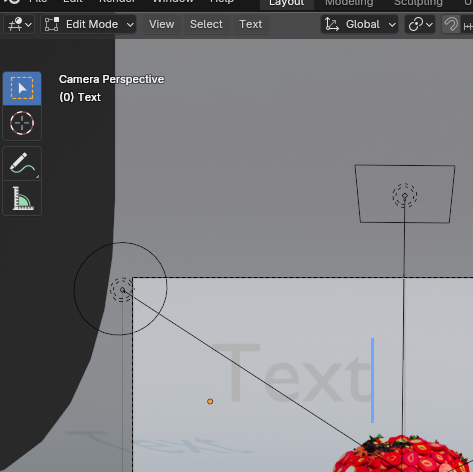 File Edit Render Window Help Layout Modeling Sculpting
Edit Mode View Select Text Global
Camera Perspective
(0) Text
Text